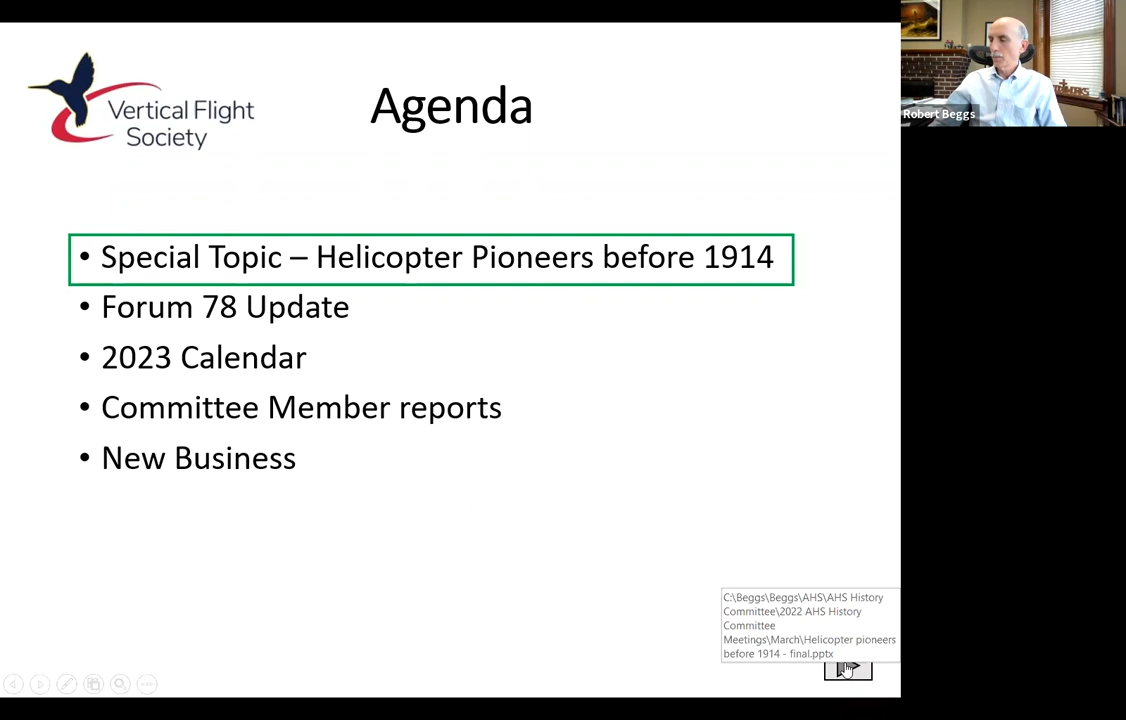 Vertical Flight
Society
Agenda
Robert Beggs
• Special Topic – Helicopter Pioneers before 1914
• Forum 78 Update
• 2023 Calendar
• Committee Member reports
• New Business
C:\Beggs\Beggs\AHS\AHS History
Committee\2022 AHS History
Committee
Meetings\March\Helicopter pioneers
before 1914 - final.pptx